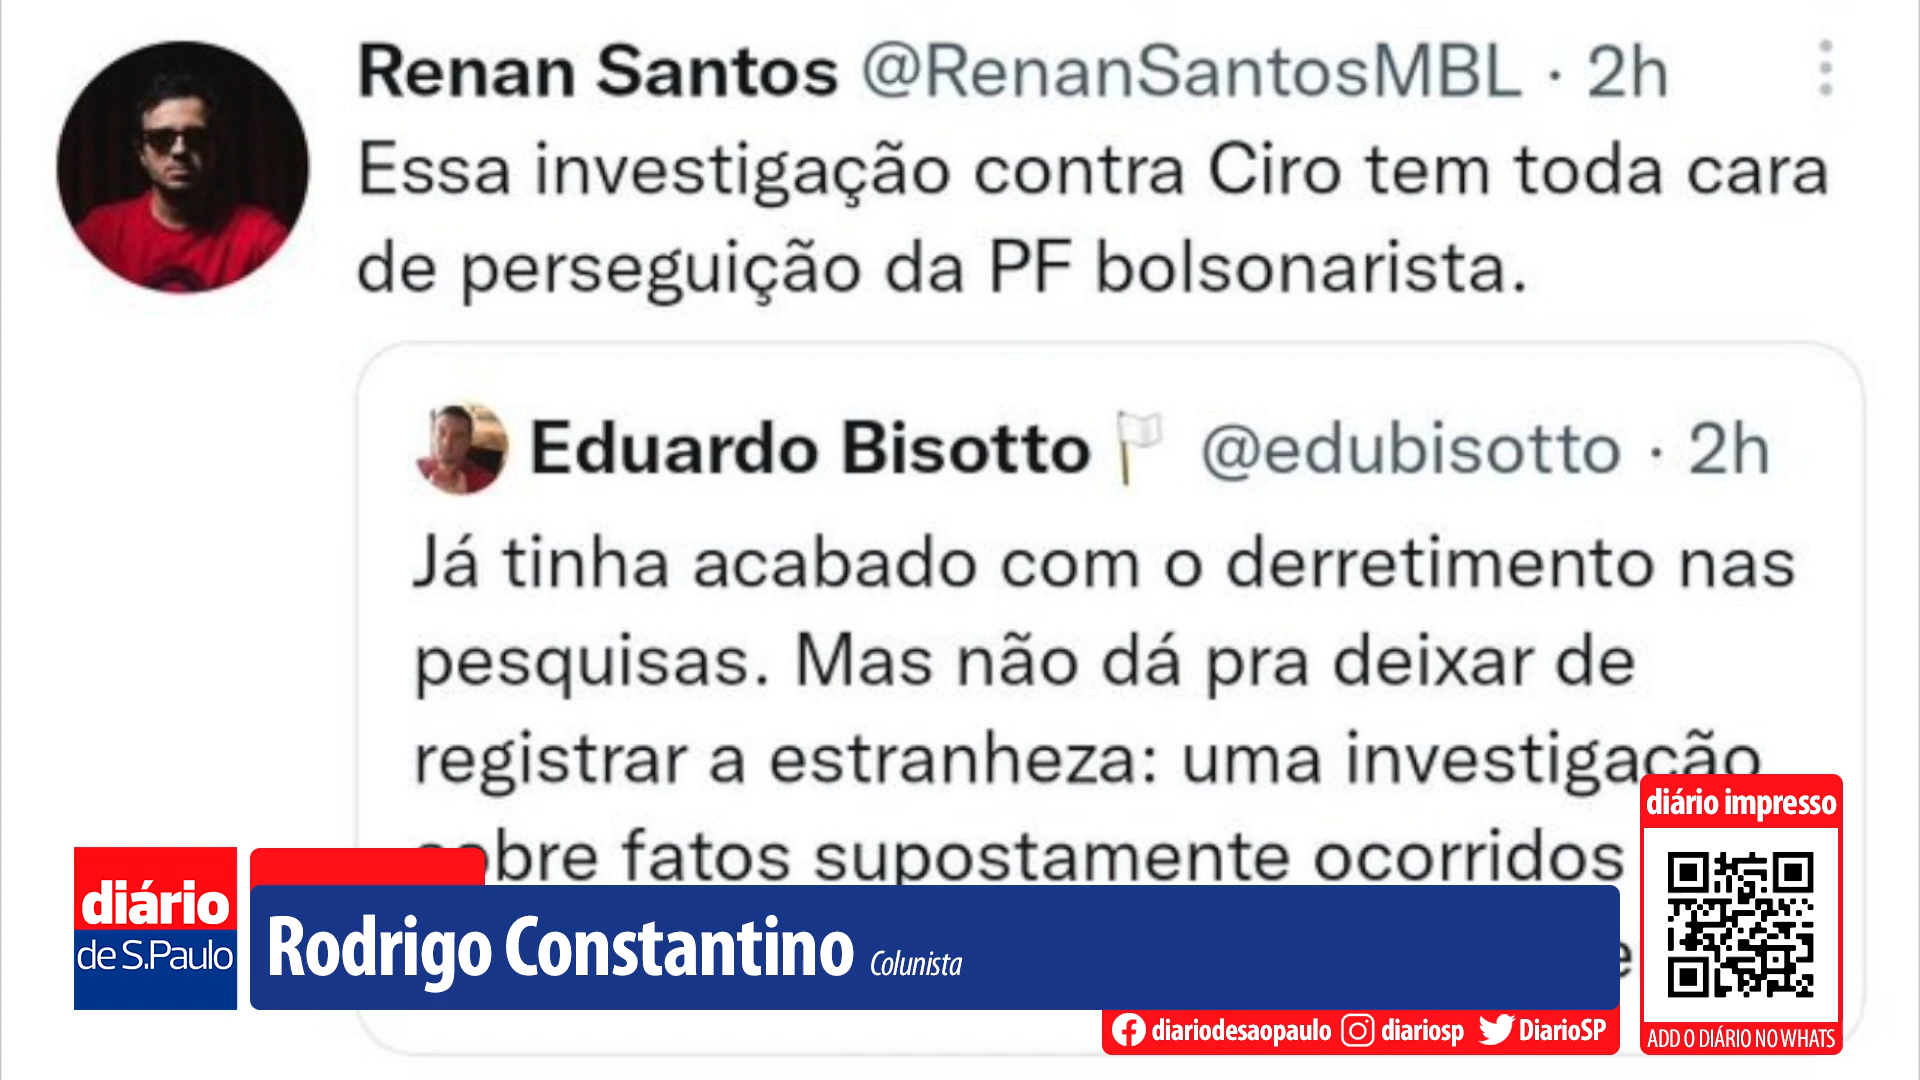 Renan Santos @RenanSantosMBL · 2h
Essa investigação contra Ciro tem toda cara
de perseguição da PF bolsonarista.
Eduardo Bisotto @edubisotto · 2h
Já tinha acabado com o derretimento nas
pesquisas. Mas não dá pra deixar de
registrar a estranheza: uma investigação
sobre fatos supostamente ocorridos
diário impresso
diário
de S.Paulo
Rodrigo Constantino Colunista
diariodesaopaulo diariosp DiarioSP
ADD O DIÁRIO NO WHATS